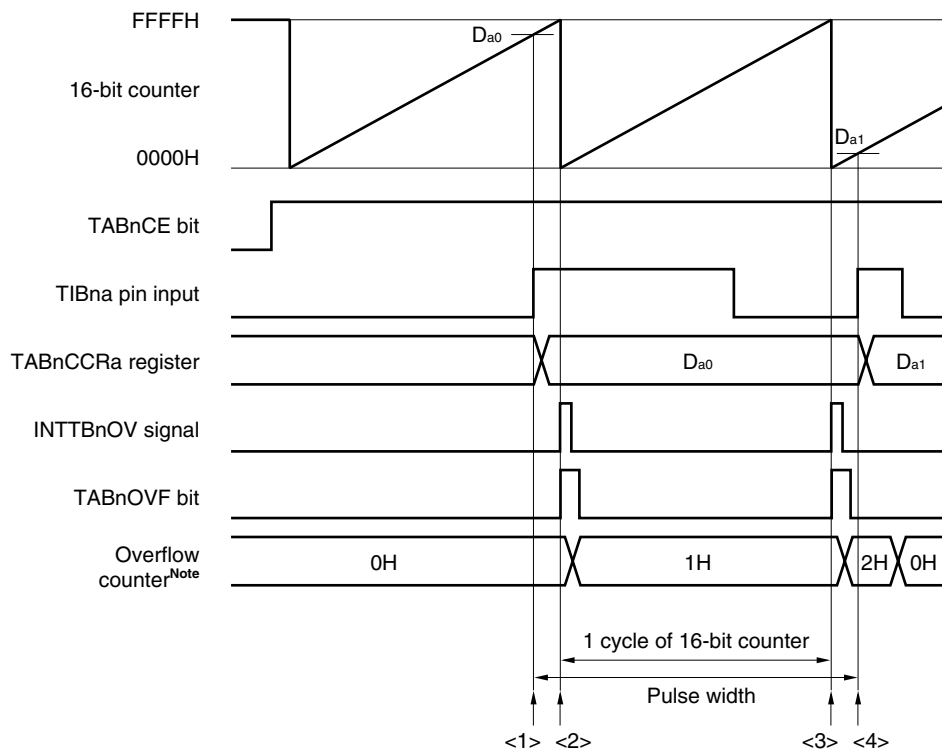 FFFFH
Da0
16-bit counter
0000H
Da1
TABnCE bit
TIBna pin input
TABnCCRa register
Da0
Da1
INTTBnOV signal
TABnOVF bit
Overflow
counterNote
0H
1H
2H
0H
1 cycle of 16-bit counter
Pulse width
<1> <2> <3> <4>